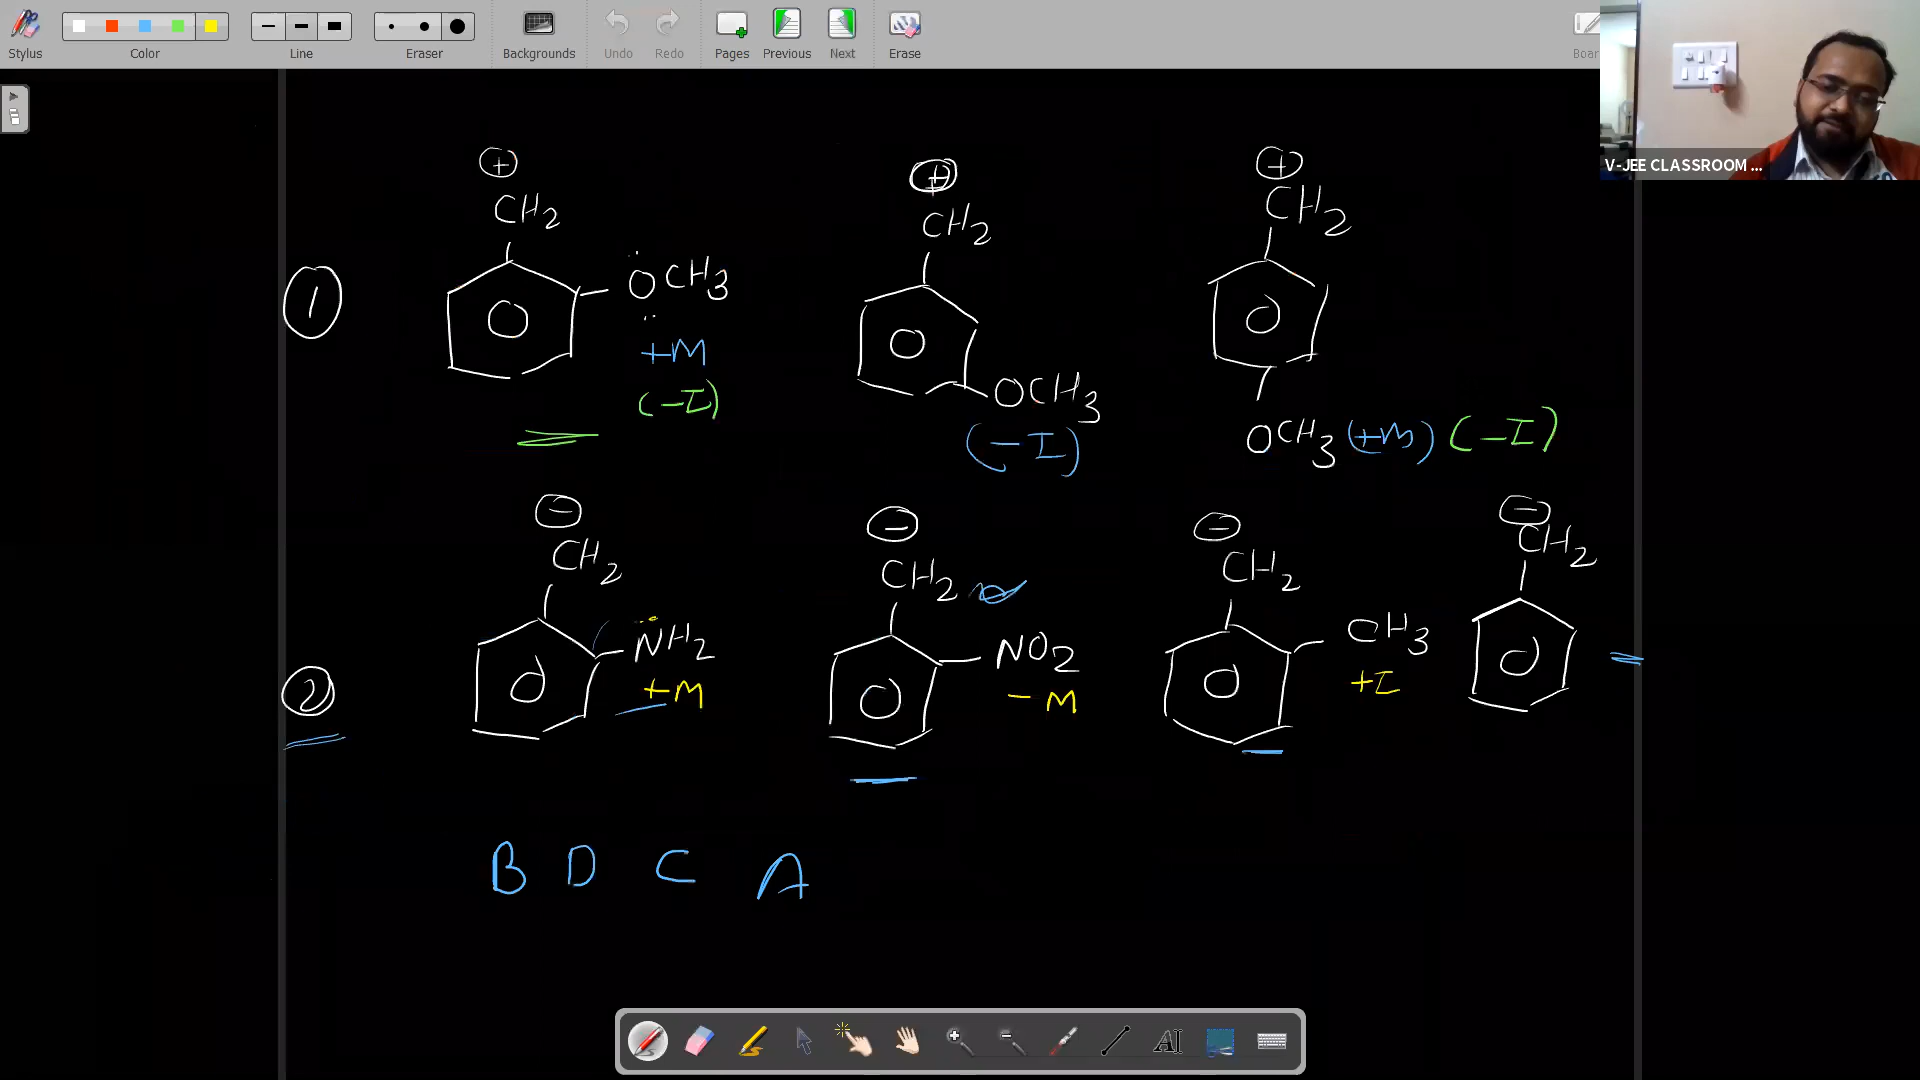 Stylus Color Line Eraser Backgrounds Undo Redo Pages Previous Next Erase Boar
V-JEE CLASSROOM ...
⊕ ⊕ ⊕
CH2 CH2 CH2
① OCH3
+M
(-I)
OCH3
(-I)
OCH3 (+M) (-I)
⊖ ⊖ ⊖ ⊖
CH2 CH2 CH2 CH2
② NH2 NO2 CH3
+M -M +I
B D C A